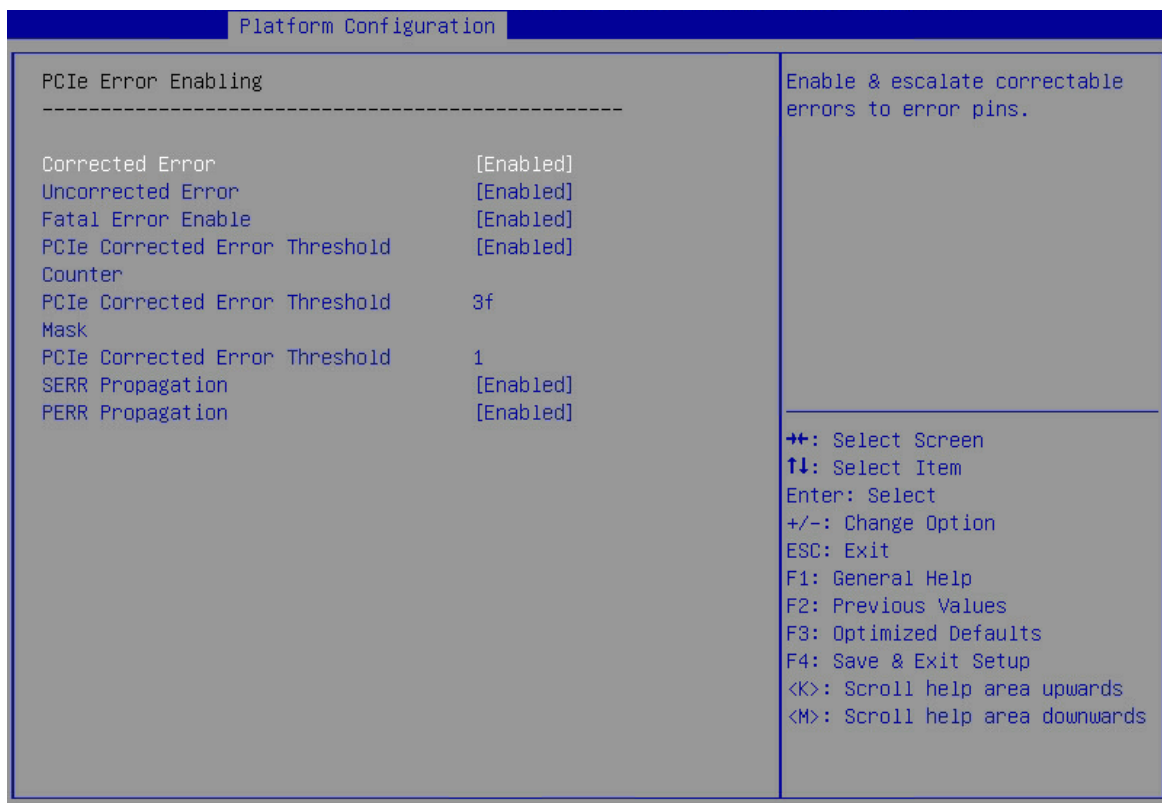 Platform Configuration
PCIe Error Enabling
--------------------------------------------------
Corrected Error [Enabled]
Uncorrected Error [Enabled]
Fatal Error Enable [Enabled]
PCIe Corrected Error Threshold [Enabled]
Counter
PCIe Corrected Error Threshold 3f
Mask
PCIe Corrected Error Threshold 1
SERR Propagation [Enabled]
PERR Propagation [Enabled]
Enable & escalate correctable
errors to error pins.
→←: Select Screen
↑↓: Select Item
Enter: Select
+/-: Change Option
ESC: Exit
F1: General Help
F2: Previous Values
F3: Optimized Defaults
F4: Save & Exit Setup
<K>: Scroll help area upwards
<M>: Scroll help area downwards